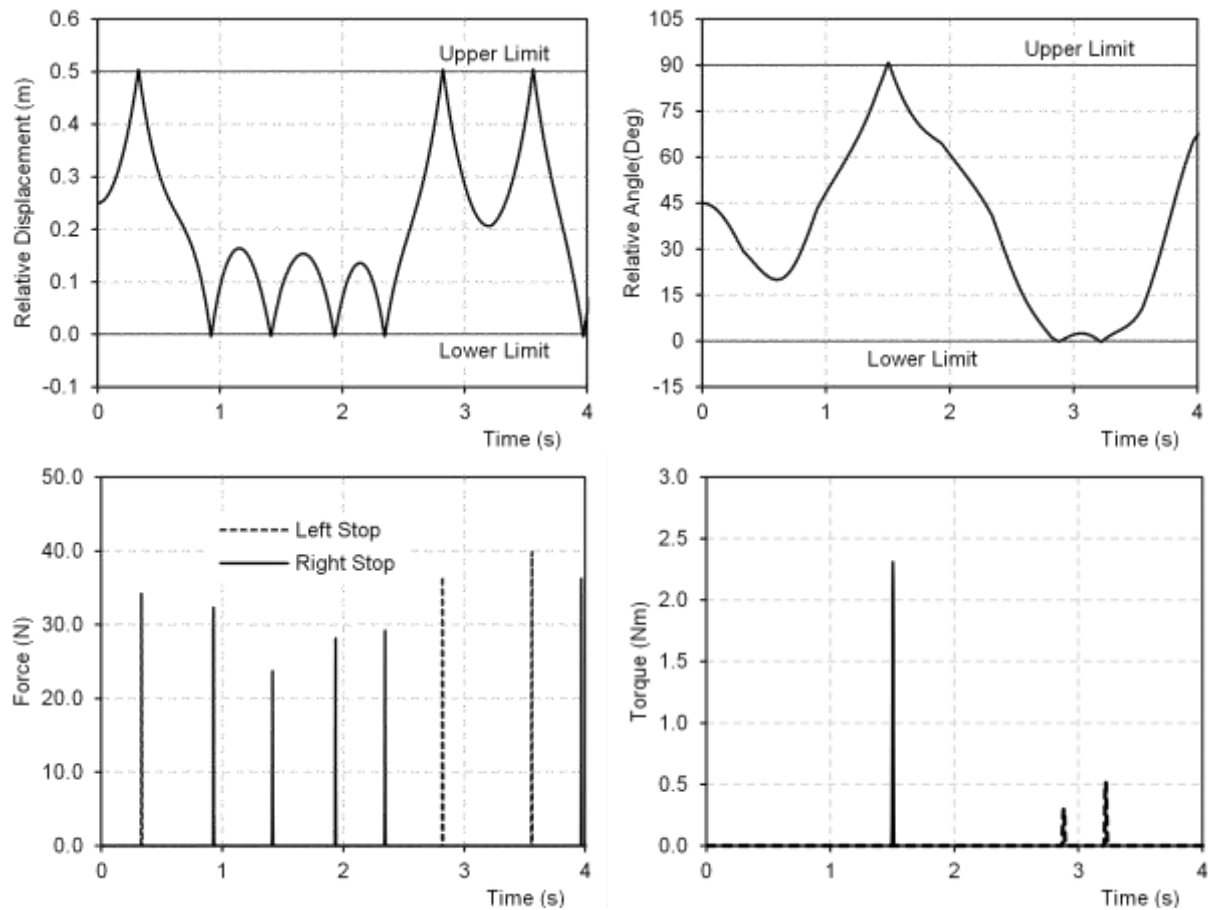 Relative Displacement (m)
0.6
0.5
0.4
0.3
0.2
0.1
0.0
-0.1
Upper Limit
Lower Limit
0 1 2 3 4
Time (s)
Relative Angle(Deg)
105
90
75
60
45
30
15
0
-15
Upper Limit
Lower Limit
0 1 2 3 4
Time (s)
Force (N)
50.0
40.0
30.0
20.0
10.0
0.0
Left Stop
Right Stop
0 1 2 3 4
Time (s)
Torque (Nm)
3.0
2.5
2.0
1.5
1.0
0.5
0.0
0 1 2 3 4
Time (s)